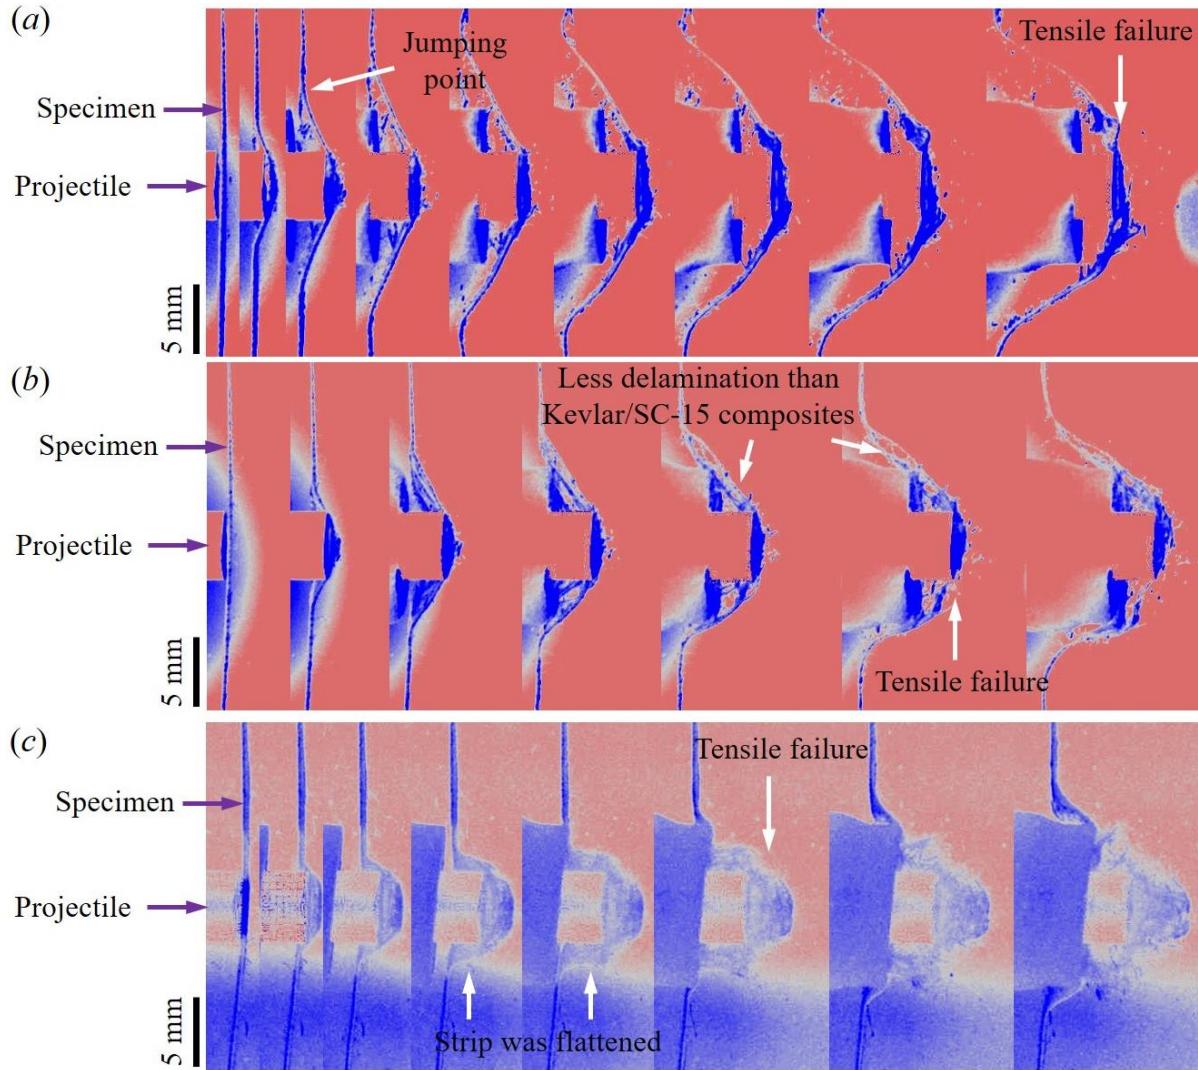 (a)
Jumping
point
Tensile failure
Specimen
Projectile
5 mm
(b)
Less delamination than
Kevlar/SC-15 composites
Specimen
Projectile
Tensile failure
5 mm
(c)
Tensile failure
Specimen
Projectile
Strip was flattened
5 mm